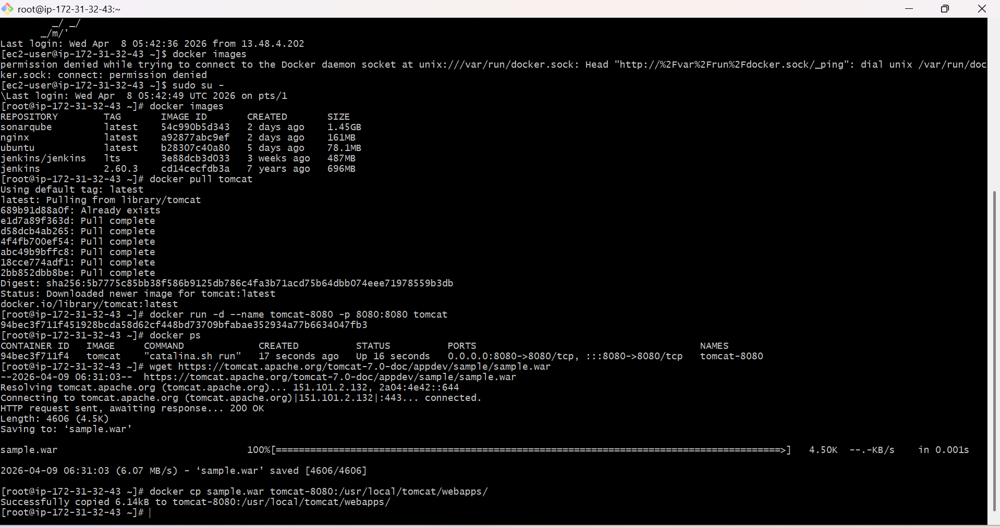 root@ip-172-31-32-43:~
_/ _/
_/m/'
Last login: Wed Apr  8 05:42:36 2026 from 13.48.4.202
[ec2-user@ip-172-31-32-43 ~]$ docker images
permission denied while trying to connect to the Docker daemon socket at unix:///var/run/docker.sock: Head "http://%2Fvar%2Frun%2Fdocker.sock/_ping": dial unix /var/run/doc
ker.sock: connect: permission denied
[ec2-user@ip-172-31-32-43 ~]$ sudo su -
\Last login: Wed Apr  8 05:42:49 UTC 2026 on pts/1
[root@ip-172-31-32-43 ~]# docker images
REPOSITORY        TAG       IMAGE ID       CREATED       SIZE
sonarqube         latest    54c990b5d343   2 days ago    1.45GB
nginx             latest    a92877abc9ef   2 days ago    161MB
ubuntu            latest    b28307c40a80   5 days ago    78.1MB
jenkins/jenkins   lts       3e88dcb3d033   3 weeks ago   487MB
jenkins           2.60.3    cd14cecfdb3a   7 years ago   696MB
[root@ip-172-31-32-43 ~]# docker pull tomcat
Using default tag: latest
latest: Pulling from library/tomcat
689b91d88a0f: Already exists
e1d7a89f363d: Pull complete
d58dcb4ab265: Pull complete
4f4fb700ef54: Pull complete
abc49b9bffc8: Pull complete
18cce774adf1: Pull complete
2bb852dbb8be: Pull complete
Digest: sha256:5b7775c85bb38f586b9125db786c4fa3b71acd75b64dbb074eee71978559b3db
Status: Downloaded newer image for tomcat:latest
docker.io/library/tomcat:latest
[root@ip-172-31-32-43 ~]# docker run -d --name tomcat-8080 -p 8080:8080 tomcat
94bec3f711f451928bcda58d62cf448bd73709bfabae352934a77b6634047fb3
[root@ip-172-31-32-43 ~]# docker ps
CONTAINER ID   IMAGE     COMMAND             CREATED          STATUS          PORTS                                       NAMES
94bec3f711f4   tomcat    "catalina.sh run"   17 seconds ago   Up 16 seconds   0.0.0.0:8080->8080/tcp, :::8080->8080/tcp   tomcat-8080
[root@ip-172-31-32-43 ~]# wget https://tomcat.apache.org/tomcat-7.0-doc/appdev/sample/sample.war
--2026-04-09 06:31:03--  https://tomcat.apache.org/tomcat-7.0-doc/appdev/sample/sample.war
Resolving tomcat.apache.org (tomcat.apache.org)... 151.101.2.132, 2a04:4e42::644
Connecting to tomcat.apache.org (tomcat.apache.org)|151.101.2.132|:443... connected.
HTTP request sent, awaiting response... 200 OK
Length: 4606 (4.5K)
Saving to: ‘sample.war’
sample.war                                 100%[========================================================================================>]   4.50K  --.-KB/s    in 0.001s
2026-04-09 06:31:03 (6.07 MB/s) - ‘sample.war’ saved [4606/4606]
[root@ip-172-31-32-43 ~]# docker cp sample.war tomcat-8080:/usr/local/tomcat/webapps/
Successfully copied 6.14kB to tomcat-8080:/usr/local/tomcat/webapps/
[root@ip-172-31-32-43 ~]#